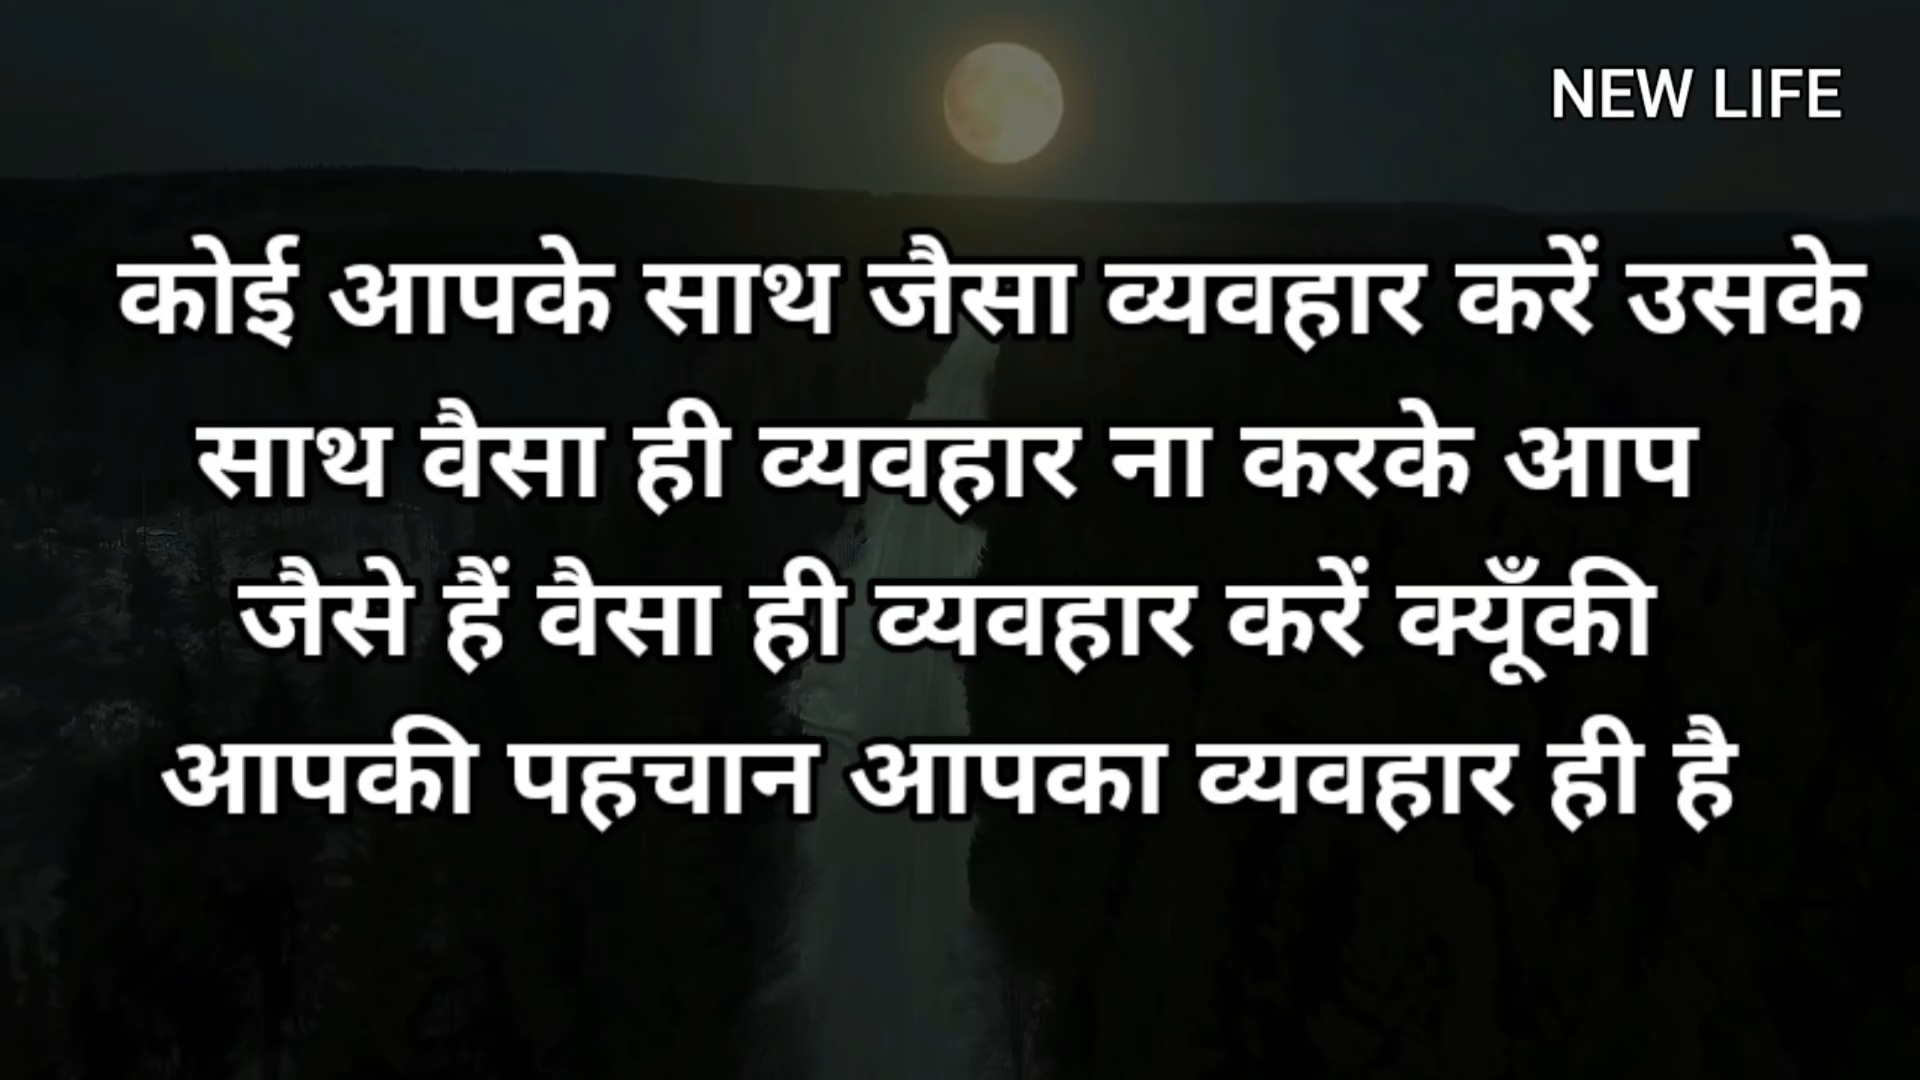 NEW LIFE
कोई आपके साथ जैसा व्यवहार करें उसके
साथ वैसा ही व्यवहार ना करके आप
जैसे हैं वैसा ही व्यवहार करें क्यूँकी
आपकी पहचान आपका व्यवहार ही है